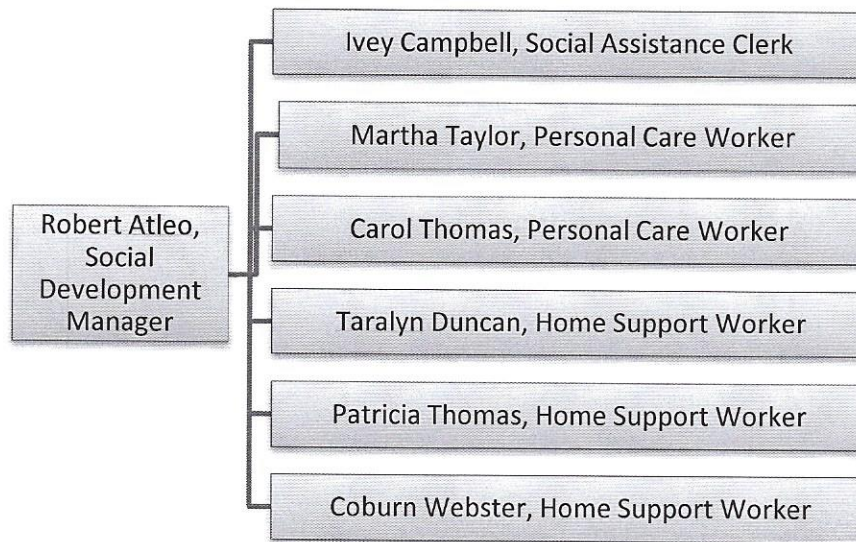 Robert Atleo,
Social
Development
Manager
Ivey Campbell, Social Assistance Clerk
Martha Taylor, Personal Care Worker
Carol Thomas, Personal Care Worker
Taralyn Duncan, Home Support Worker
Patricia Thomas, Home Support Worker
Coburn Webster, Home Support Worker